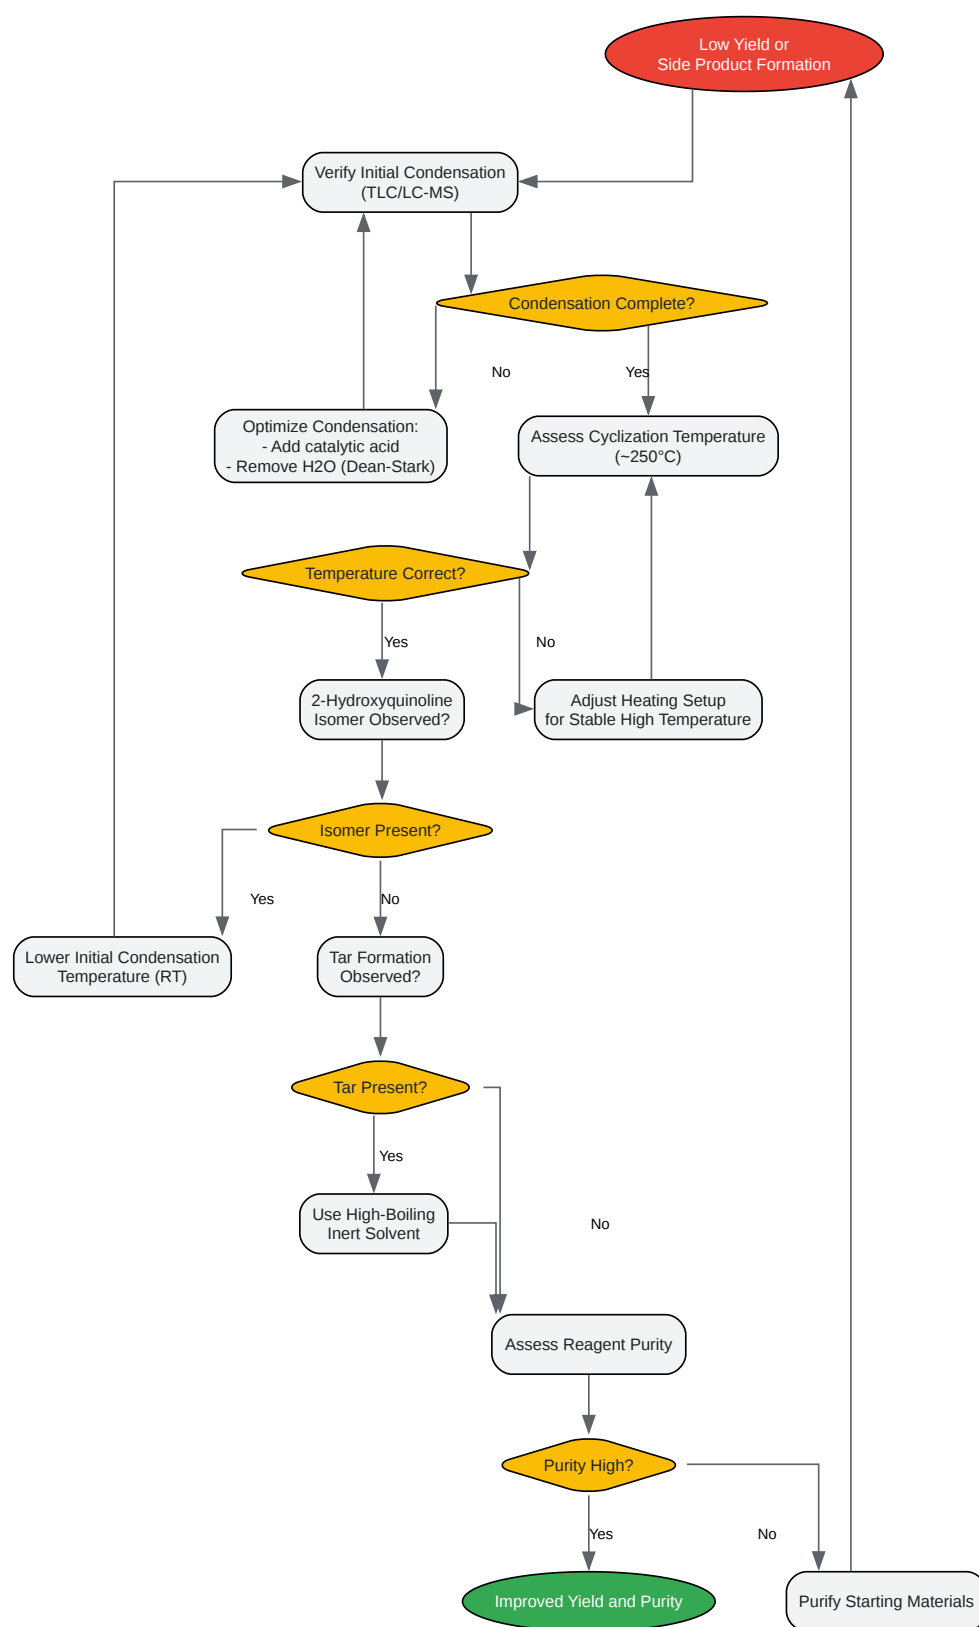 Low Yield or
Side Product Formation
Verify Initial Condensation
(TLC/LC-MS)
Condensation Complete?
No
Yes
Optimize Condensation:
- Add catalytic acid
- Remove H2O (Dean-Stark)
Assess Cyclization Temperature
(~250°C)
Temperature Correct?
Yes
No
2-Hydroxyquinoline
Isomer Observed?
Adjust Heating Setup
for Stable High Temperature
Isomer Present?
Yes
No
Lower Initial Condensation
Temperature (RT)
Tar Formation
Observed?
Tar Present?
Yes
Use High-Boiling
Inert Solvent
No
Assess Reagent Purity
Purity High?
Yes
No
Improved Yield and Purity
Purify Starting Materials